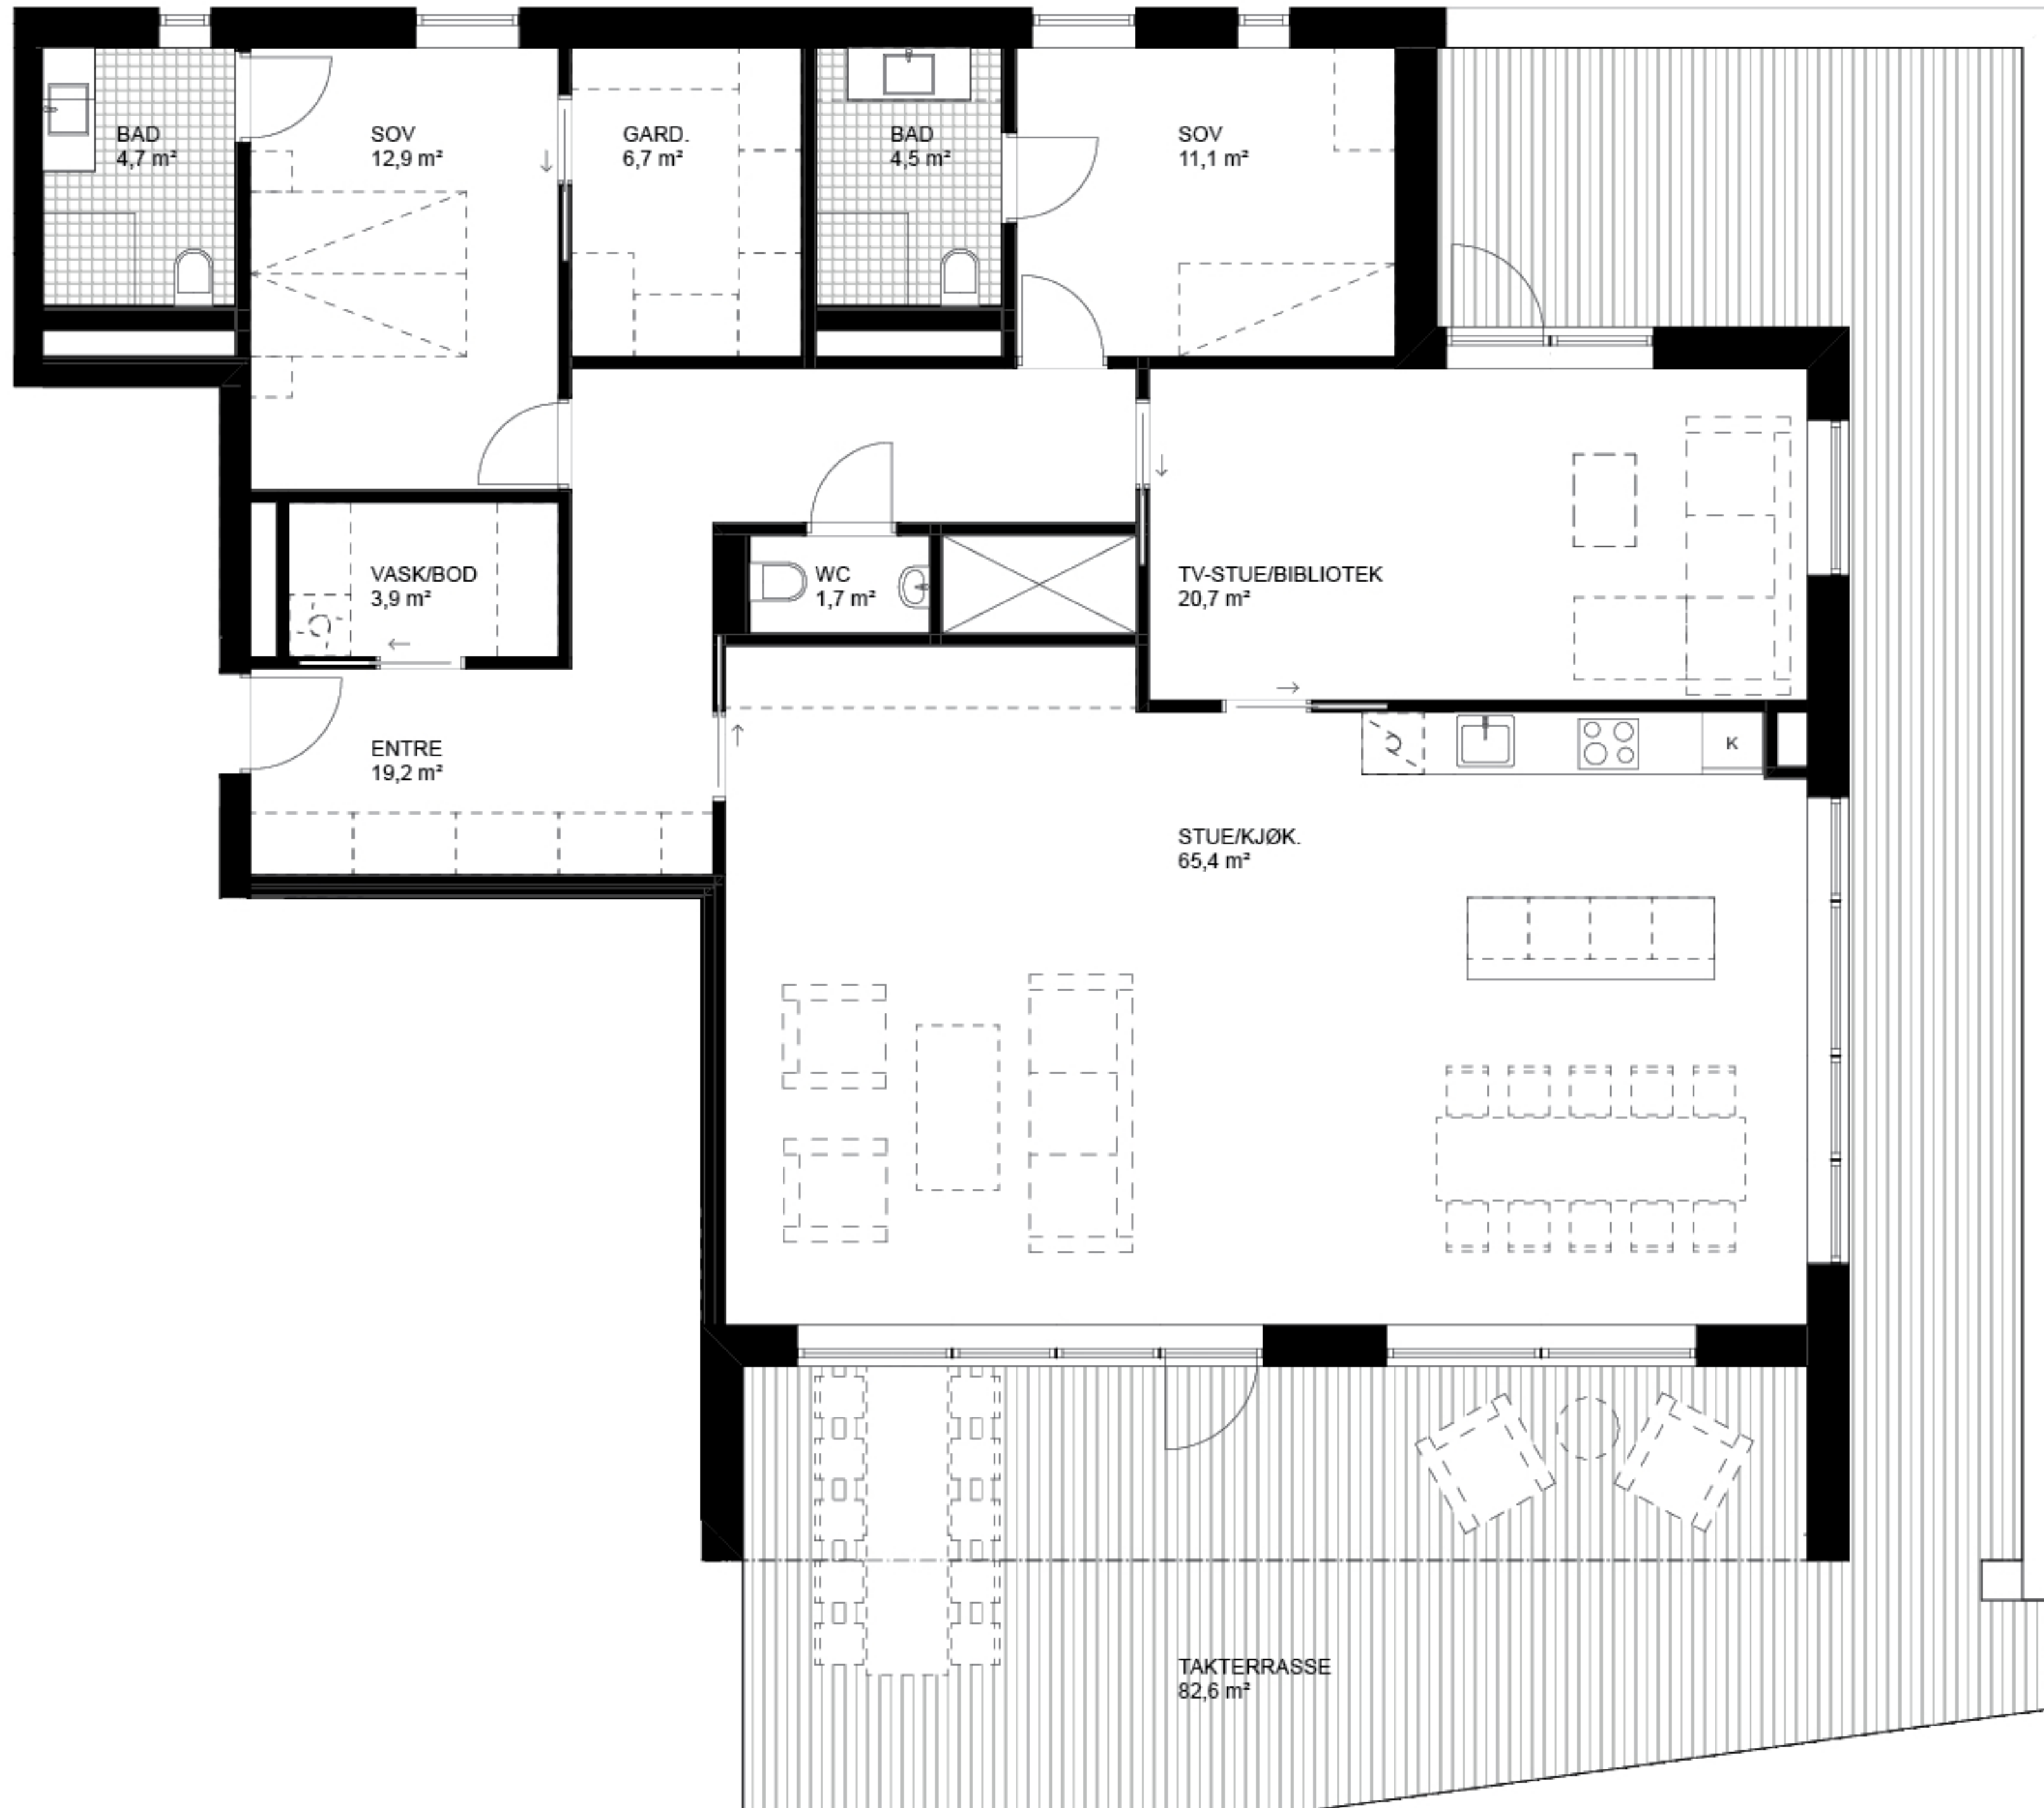 BAD
4,7 m²
SOV
12,9 m²
GARD.
6,7 m²
BAD
4,5 m²
SOV
11,1 m²
VASK/BOD
3,9 m²
WC
1,7 m²
TV-STUE/BIBLIOTEK
20,7 m²
ENTRE
19,2 m²
K
STUE/KJØK.
65,4 m²
TAKTERRASSE
82,6 m²